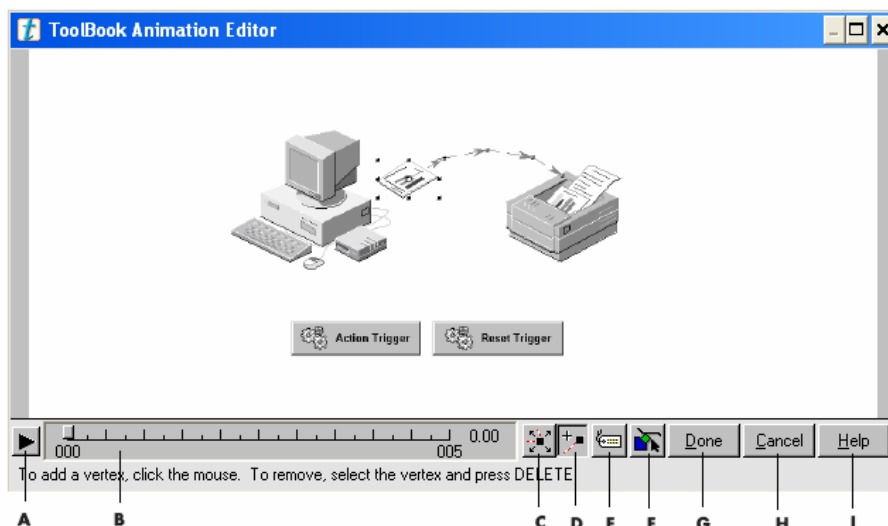 ToolBook Animation Editor
Action Trigger
Reset Trigger
0.00
000
005
Done
Cancel
Help
To add a vertex, click the mouse. To remove, select the vertex and press DELETE
A
B
C
D
E
F
G
H
I